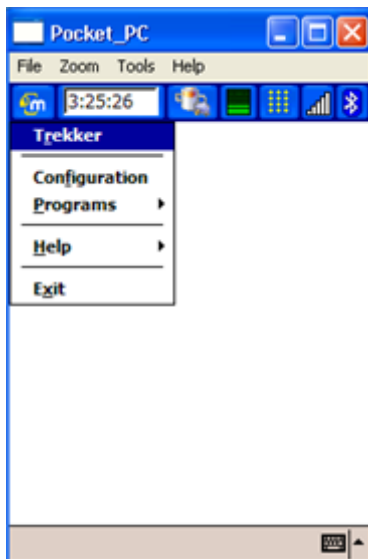 Pocket_PC
File Zoom Tools Help
m 3:25:26
Trekker
Configuration
Programs
Help
Exit